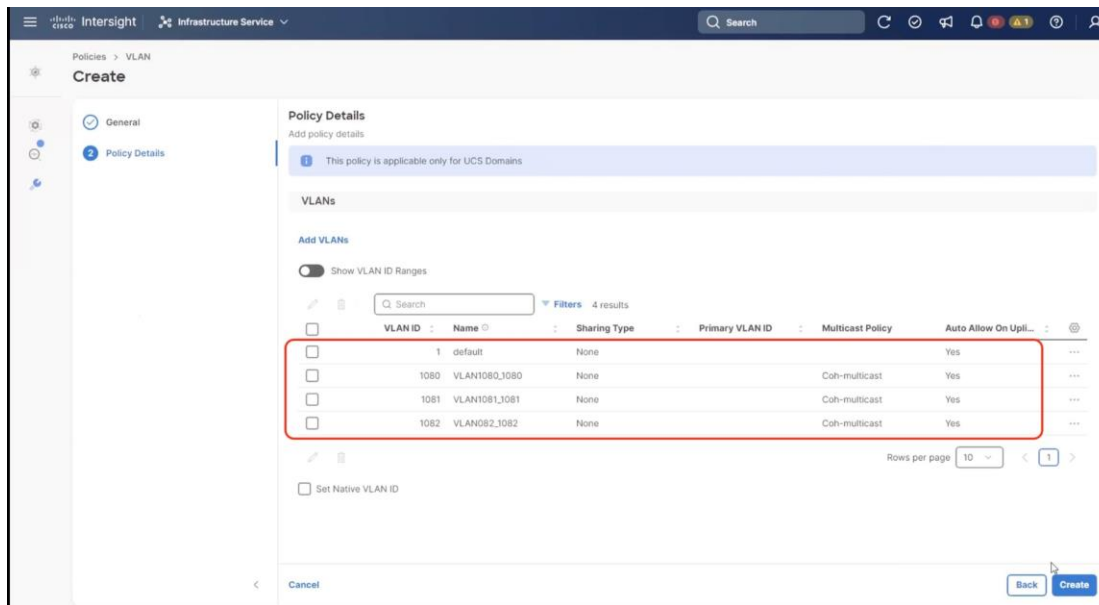 cisco Intersight Infrastructure Service Search 1
Policies > VLAN
Create
General
2 Policy Details
Policy Details
Add policy details
This policy is applicable only for UCS Domains
VLANs
Add VLANs
Show VLAN ID Ranges
Search Filters 4 results
VLAN ID Name Sharing Type Primary VLAN ID Multicast Policy Auto Allow On Upli...
1 default None Yes
1080 VLAN1080_1080 None Coh-multicast Yes
1081 VLAN1081_1081 None Coh-multicast Yes
1082 VLAN082_1082 None Coh-multicast Yes
Rows per page 10 1
Set Native VLAN ID
Cancel Back Create